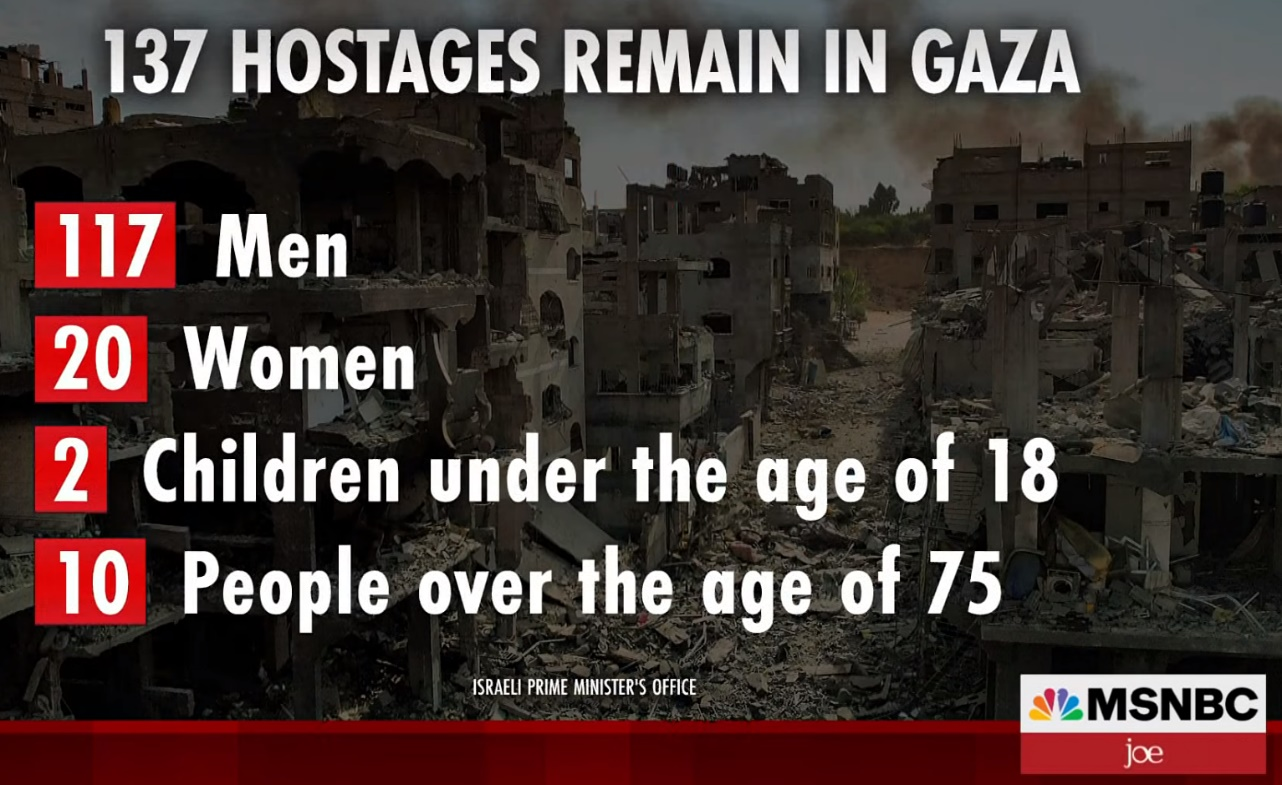 137 HOSTAGES REMAIN IN GAZA
117 Men
20 Women
2 Children under the age of 18
10 People over the age of 75
ISRAELI PRIME MINISTER'S OFFICE
MSNBC
joe